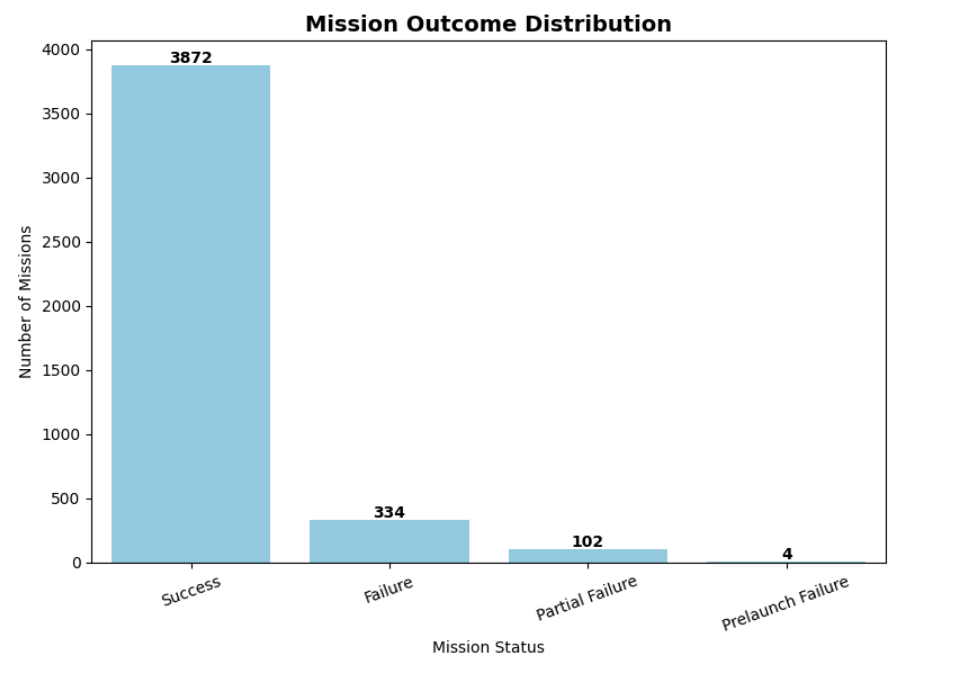 Mission Outcome Distribution
4000
3500
3000
2500
2000
1500
1000
500
0
Number of Missions
3872
334
102
4
Success
Failure
Partial Failure
Prelaunch Failure
Mission Status